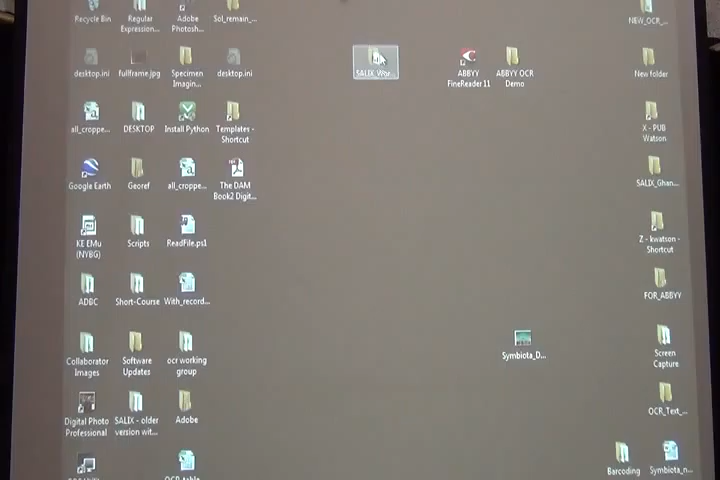 Recycle Bin
Regular
Expression...
Adobe
Photosh...
Sol_remain_...
NEW_OCR_...
desktop.ini
fullframe.jpg
Specimen
Imagin...
desktop.ini
SALIX_Wor...
ABBYY
FineReader 11
ABBYY OCR
Demo
New folder
all_croppe...
DESKTOP
Install Python
Templates -
Shortcut
X - PUB
Watson
Google Earth
Georef
all_croppe...
The DAM
Book2 Digit...
SALIX_Ghan...
KE EMu
(NYBG)
Scripts
ReadFile.ps1
Z - kwatson -
Shortcut
ADBC
Short-Course
With_record...
FOR_ABBYY
Collaborator
Images
Software
Updates
ocr working
group
Symbiota_D...
Screen
Capture
Digital Photo
Professional
SALIX - older
version wit...
Adobe
OCR_Text_...
Barcoding
Symbiota_n...